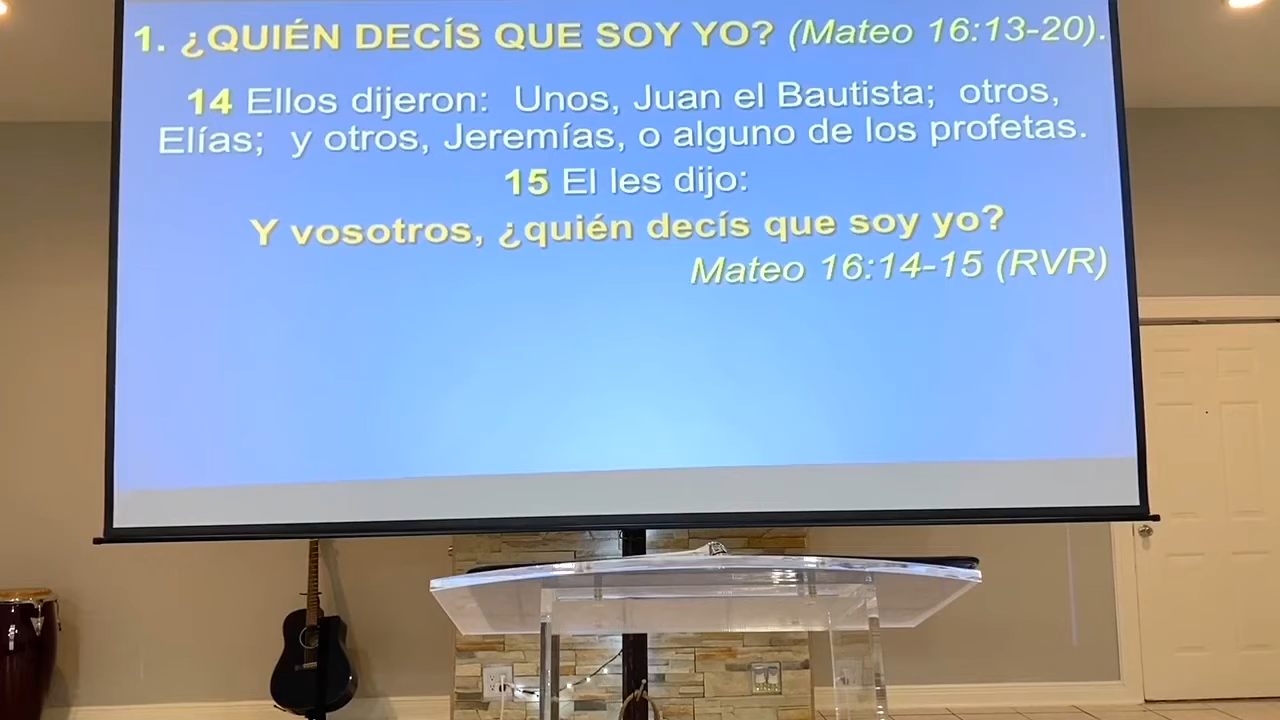 1. ¿QUIÉN DECÍS QUE SOY YO? (Mateo 16:13-20).
14 Ellos dijeron: Unos, Juan el Bautista; otros,
Elías; y otros, Jeremías, o alguno de los profetas.
15 El les dijo:
Y vosotros, ¿quién decís que soy yo?
Mateo 16:14-15 (RVR)